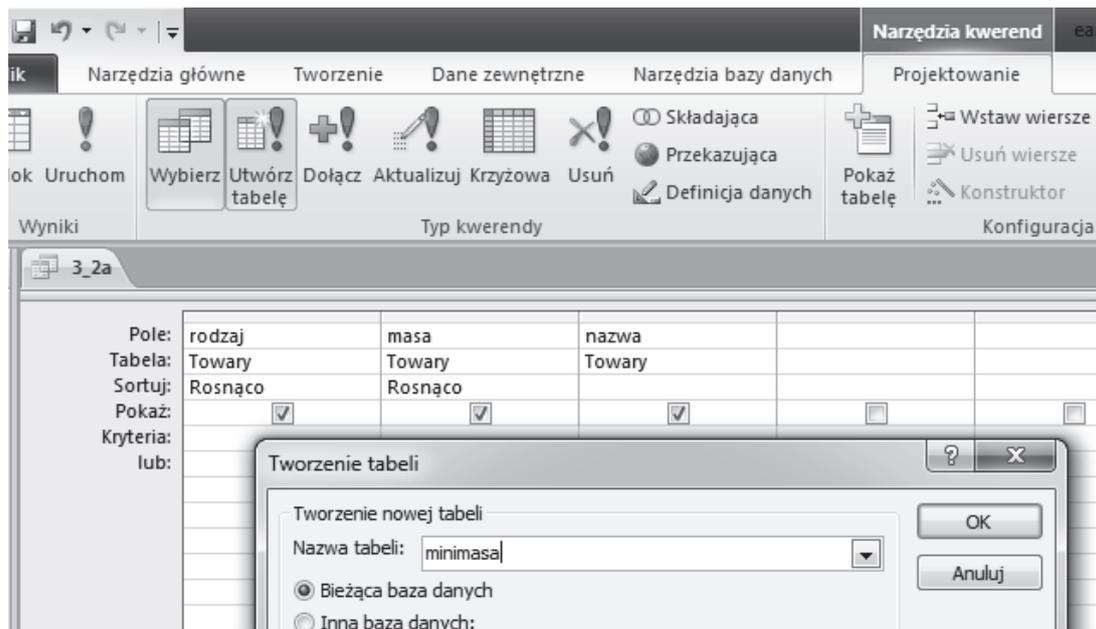 Narzędzia kwerend ea
ik Narzędzia główne Tworzenie Dane zewnętrzne Narzędzia bazy danych Projektowanie
ok Uruchom Wybierz Utwórz tabelę Dołącz Aktualizuj Krzyżowa Usuń
Składająca
Przekazująca
Definicja danych
Pokaż tabelę
Wstaw wiersze
Usuń wiersze
Konstruktor
Wyniki Typ kwerendy Konfiguracja
3_2a
Pole: rodzaj masa nazwa
Tabela: Towary Towary Towary
Sortuj: Rosnąco Rosnąco
Pokaż:
Kryteria:
lub:
Tworzenie tabeli
Tworzenie nowej tabeli
Nazwa tabeli: minimasa
Bieżąca baza danych
Inna baza danych:
OK
Anuluj